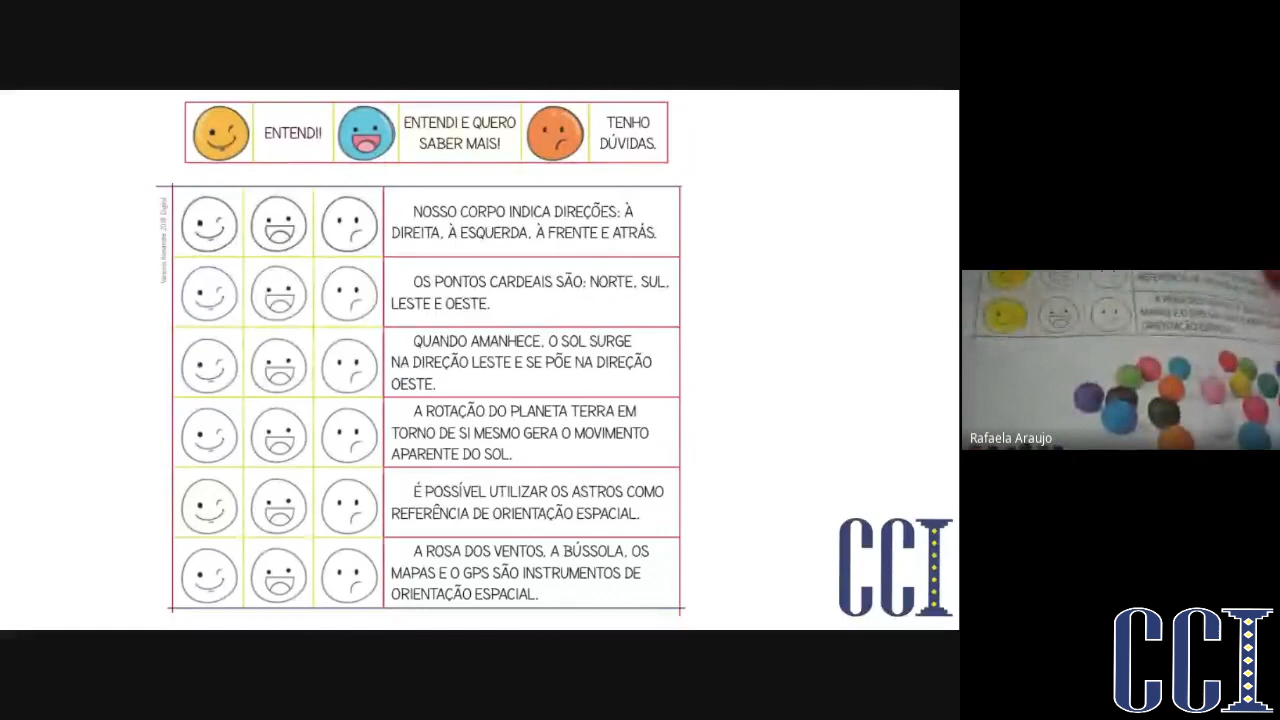 ENTENDI!
ENTENDI E QUERO
SABER MAIS!
TENHO
DÚVIDAS.
NOSSO CORPO INDICA DIREÇÕES: À
DIREITA, À ESQUERDA, À FRENTE E ATRÁS.
OS PONTOS CARDEAIS SÃO: NORTE, SUL,
LESTE E OESTE.
QUANDO AMANHECE, O SOL SURGE
NA DIREÇÃO LESTE E SE PÕE NA DIREÇÃO
OESTE.
A ROTAÇÃO DO PLANETA TERRA EM
TORNO DE SI MESMO GERA O MOVIMENTO
APARENTE DO SOL.
É POSSÍVEL UTILIZAR OS ASTROS COMO
REFERÊNCIA DE ORIENTAÇÃO ESPACIAL.
A ROSA DOS VENTOS, A BÚSSOLA, OS
MAPAS E O GPS SÃO INSTRUMENTOS DE
ORIENTAÇÃO ESPACIAL.
CCI
Rafaela Araujo
CCI